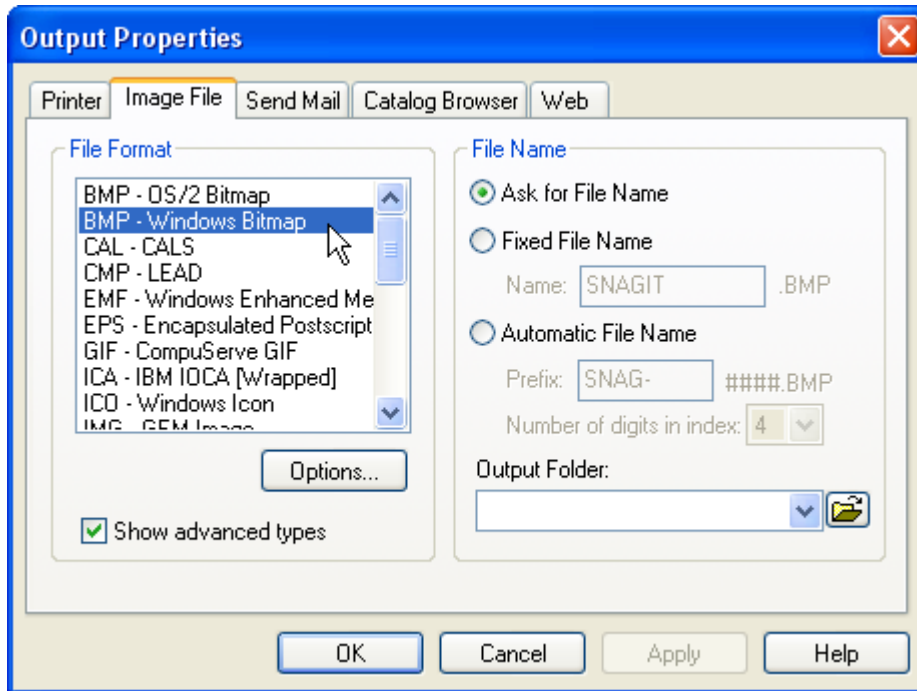 Output Properties
Printer
Image File
Send Mail
Catalog Browser
Web
File Format
BMP - OS/2 Bitmap
BMP - Windows Bitmap
CAL - CALS
CMP - LEAD
EMF - Windows Enhanced Me
EPS - Encapsulated Postscript
GIF - CompuServe GIF
ICA - IBM IOCA [Wrapped]
ICO - Windows Icon
IMG - GEM Image
Options...
Show advanced types
File Name
Ask for File Name
Fixed File Name
Name: SNAGIT .BMP
Automatic File Name
Prefix: SNAG- ####.BMP
Number of digits in index: 4
Output Folder:
OK
Cancel
Apply
Help